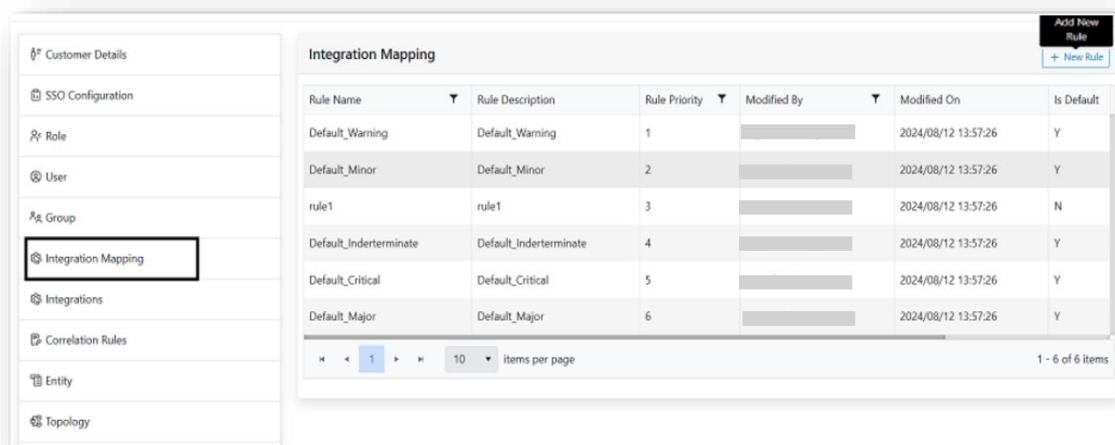 Add New
Rule
Customer Details
Integration Mapping
+ New Rule
SSO Configuration
Rule Name Rule Description Rule Priority Modified By Modified On Is Default
Role
Default_Warning Default_Warning 1 2024/08/12 13:57:26 Y
User
Default_Minor Default_Minor 2 2024/08/12 13:57:26 Y
Group
rule1 rule1 3 2024/08/12 13:57:26 N
Integration Mapping
Default_Inderterminate Default_Inderterminate 4 2024/08/12 13:57:26 Y
Integrations
Default_Critical Default_Critical 5 2024/08/12 13:57:26 Y
Correlation Rules
Default_Major Default_Major 6 2024/08/12 13:57:26 Y
1 10 items per page 1 - 6 of 6 items
Entity
Topology